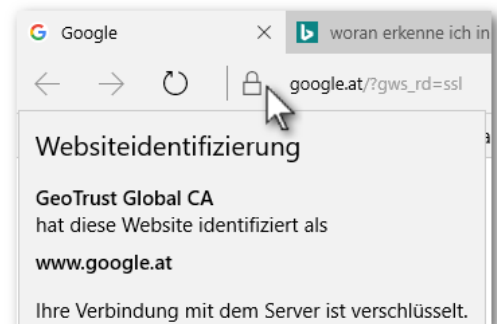 Google
woran erkenne ich in
google.at/?gws_rd=ssl
Websiteidentifizierung
GeoTrust Global CA
hat diese Website identifiziert als
www.google.at
Ihre Verbindung mit dem Server ist verschlüsselt.